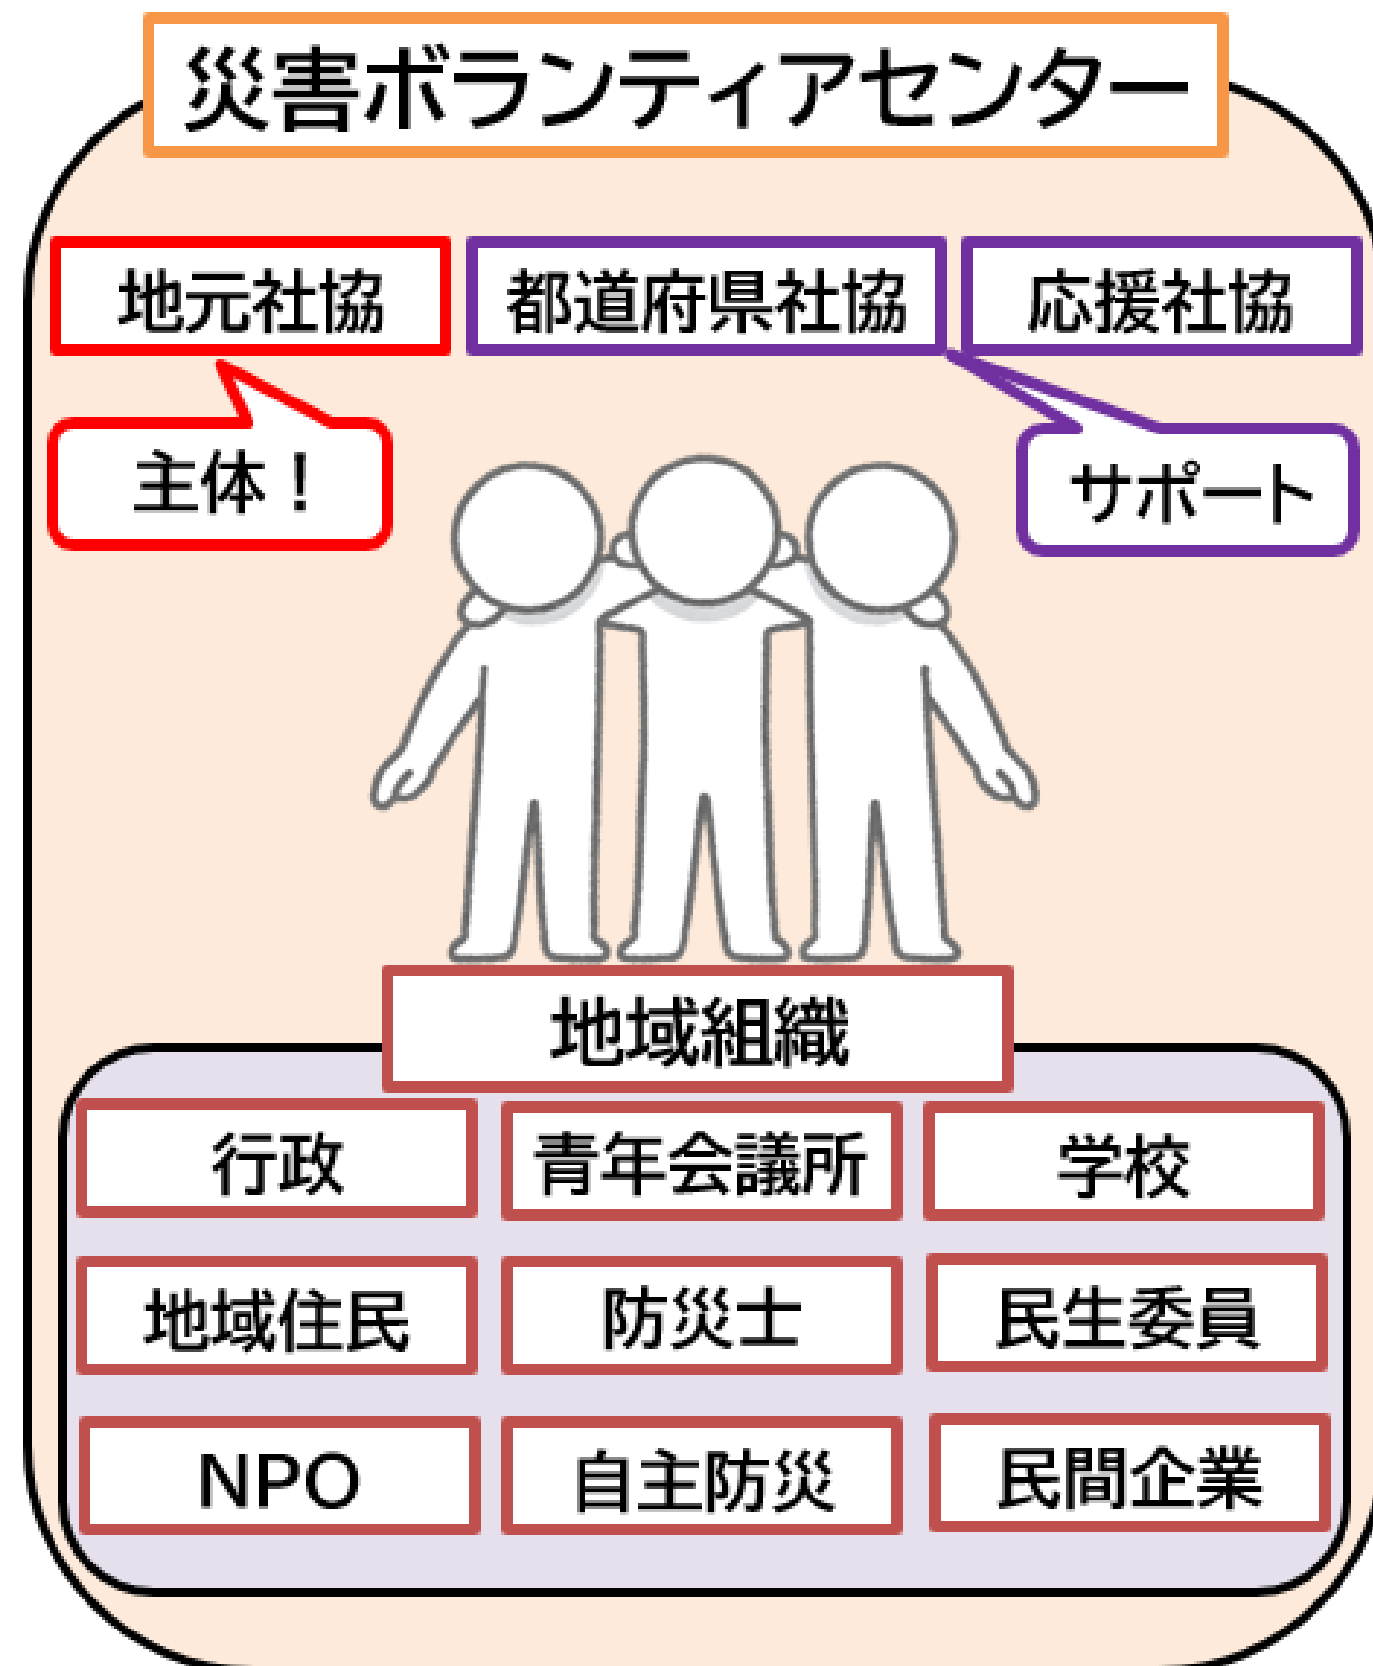 災害ボランティアセンター
地元社協
都道府県社協
応援社協
主体！
サポート
地域組織
行政
青年会議所
学校
地域住民
防災士
民生委員
NPO
自主防災
民間企業